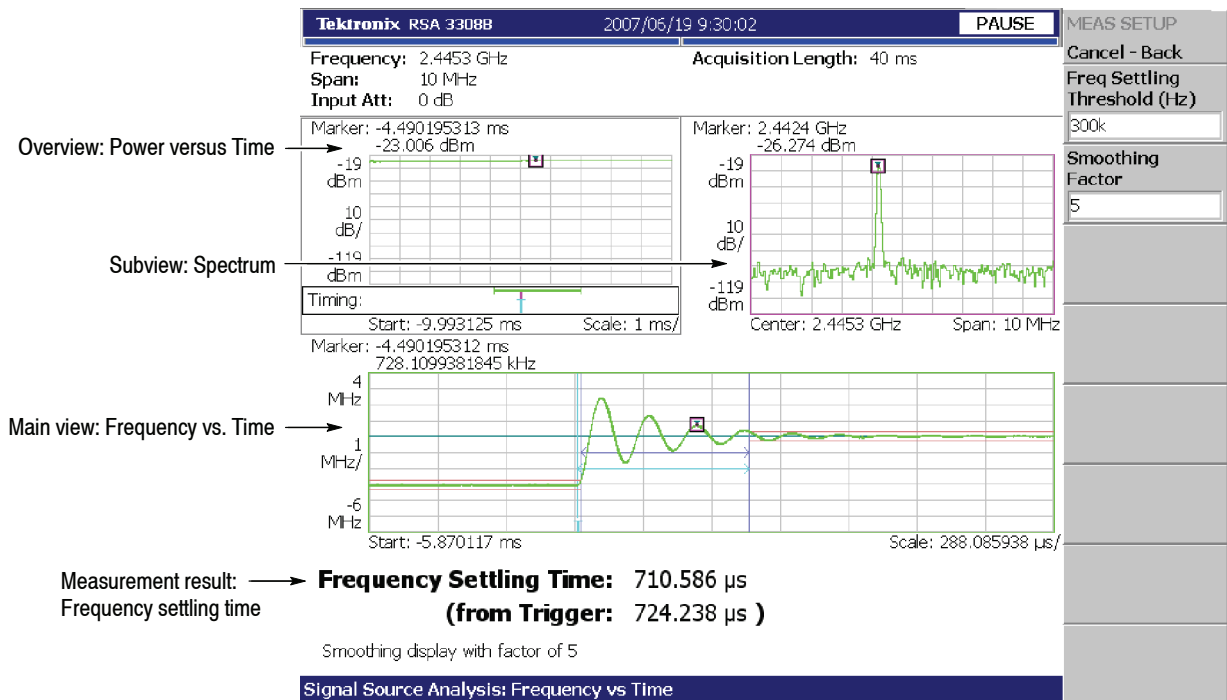 Tektronix RSA 3308B 2007/06/19 9:30:02 PAUSE
MEAS SETUP
Cancel - Back
Frequency: 2.4453 GHz
Acquisition Length: 40 ms
Span: 10 MHz
Input Att: 0 dB
Freq Settling
Threshold (Hz)
300k
Smoothing
Factor
5
Overview: Power versus Time
Marker: -4.490195313 ms
-23.006 dBm
-19
dBm
10
dB/
-119
dBm
Timing:
Start: -9.993125 ms Scale: 1 ms/
Subview: Spectrum
Marker: 2.4424 GHz
-26.274 dBm
-19
dBm
10
dB/
-119
dBm
Center: 2.4453 GHz Span: 10 MHz
Main view: Frequency vs. Time
Marker: -4.490195312 ms
728.1099381845 kHz
4
MHz
1
MHz/
-6
MHz
Start: -5.870117 ms Scale: 288.085938 µs/
Measurement result:
Frequency settling time
Frequency Settling Time: 710.586 µs
(from Trigger: 724.238 µs )
Smoothing display with factor of 5
Signal Source Analysis: Frequency vs Time